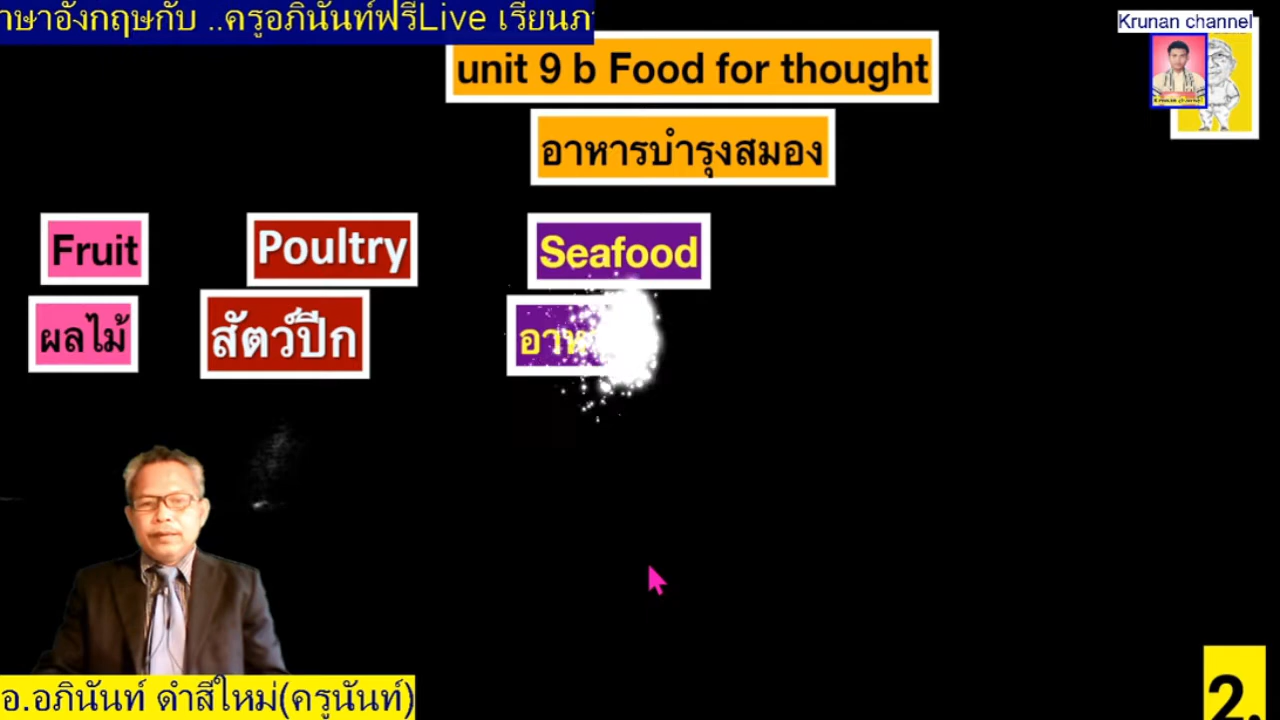 าษาอังกฤษกับ ..ครูอภินันท์ฟรีLive เรียนภา
Krunan channel
unit 9 b Food for thought
อาหารบำรุงสมอง
Fruit
Poultry
Seafood
ผลไม้
สัตว์ปีก
อ.อภินันท์ ดำสีใหม่(ครูนันท์)
2.